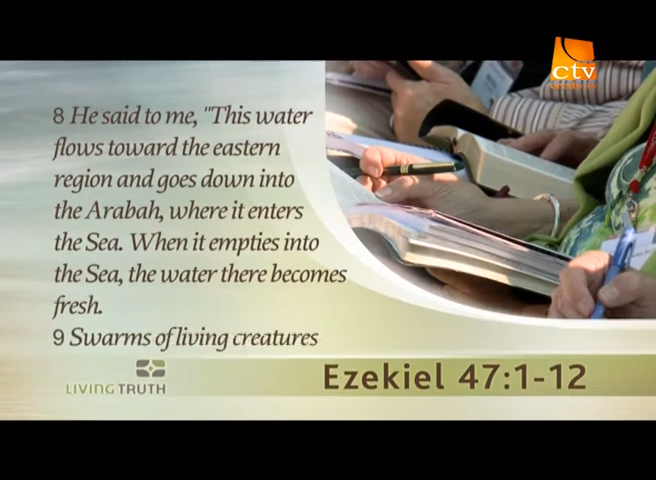 ctv
8 He said to me, "This water
flows toward the eastern
region and goes down into
the Arabah, where it enters
the Sea. When it empties into
the Sea, the water there becomes
fresh.
9 Swarms of living creatures
LIVING TRUTH
Ezekiel 47:1-12